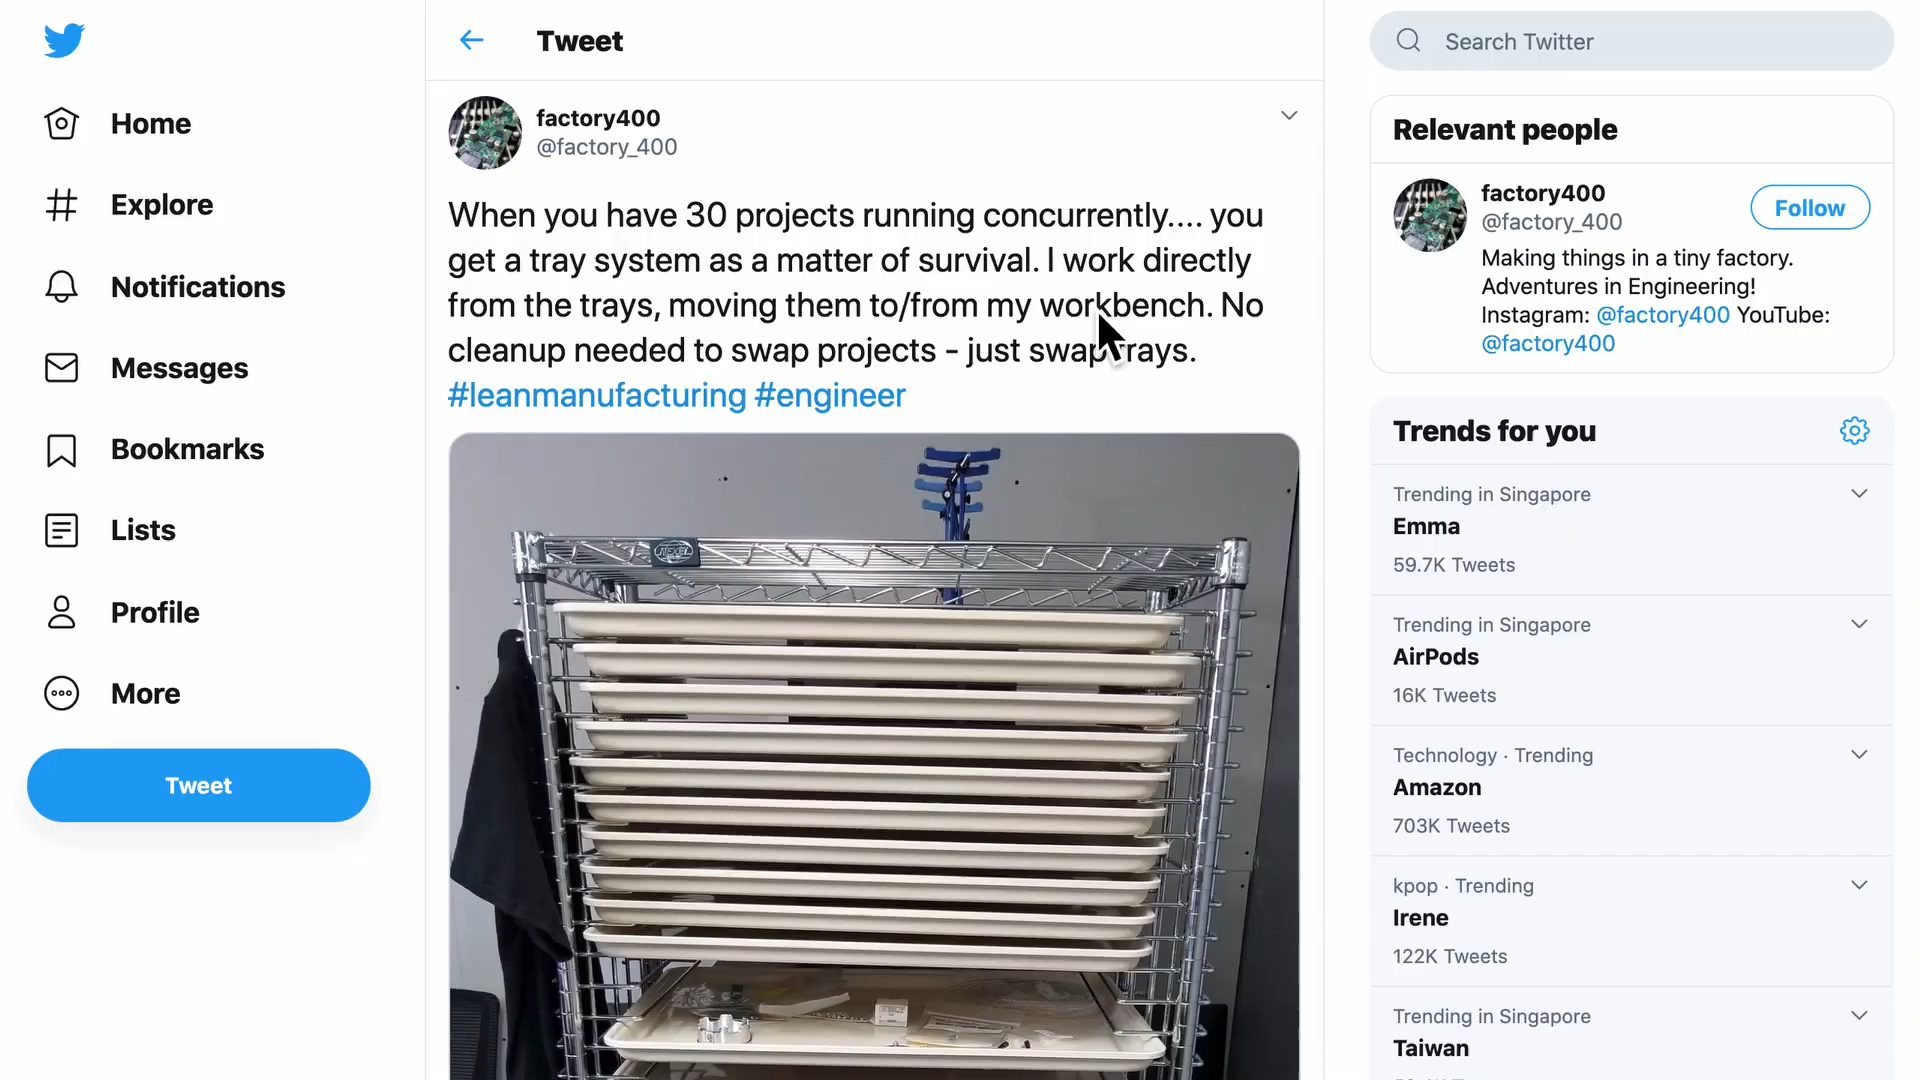 Tweet
Search Twitter
Home
Explore
Notifications
Messages
Bookmarks
Lists
Profile
More
Tweet
factory400
@factory_400
When you have 30 projects running concurrently.... you
get a tray system as a matter of survival. I work directly
from the trays, moving them to/from my workbench. No
cleanup needed to swap projects - just swap trays.
#leanmanufacturing #engineer
NEXEL
Relevant people
factory400
@factory_400
Follow
Making things in a tiny factory.
Adventures in Engineering!
Instagram: @factory400 YouTube:
@factory400
Trends for you
Trending in Singapore
Emma
59.7K Tweets
Trending in Singapore
AirPods
16K Tweets
Technology · Trending
Amazon
703K Tweets
kpop · Trending
Irene
122K Tweets
Trending in Singapore
Taiwan